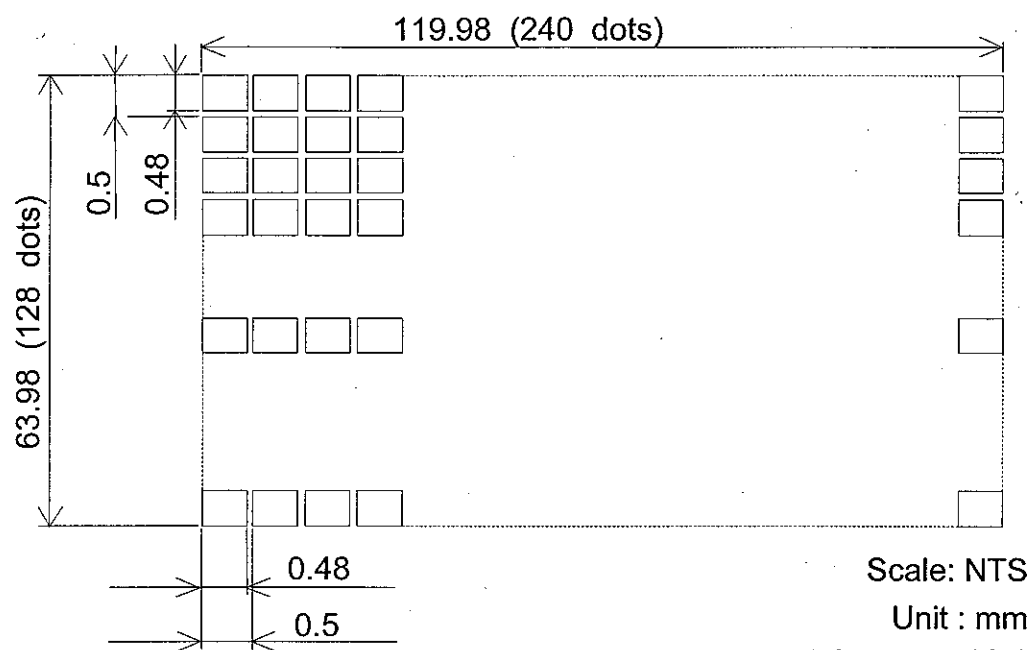 119.98 (240 dots)
0.5
0.48
63.98 (128 dots)
0.48
0.5
Scale: NTS
Unit : mm